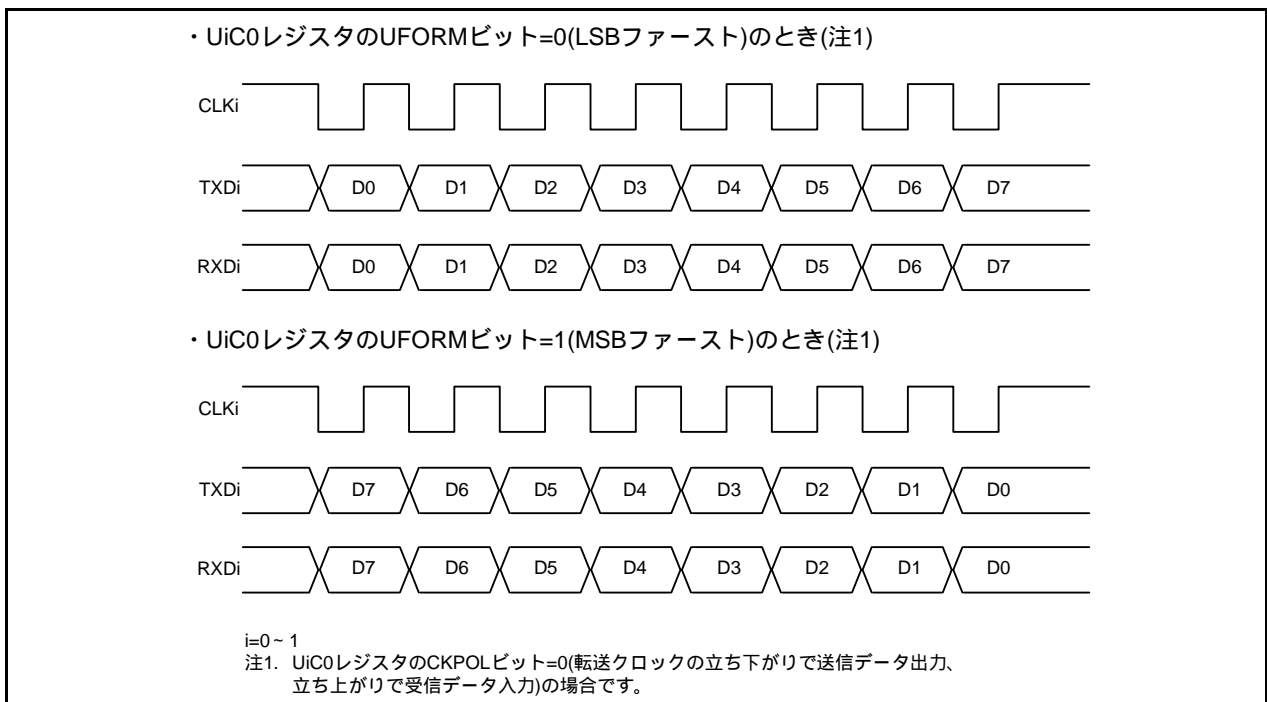 ・UiC0レジスタのUFORMビット=0(LSBファースト)のとき(注1)
CLKi
TXDi D0 D1 D2 D3 D4 D5 D6 D7
RXDi D0 D1 D2 D3 D4 D5 D6 D7
・UiC0レジスタのUFORMビット=1(MSBファースト)のとき(注1)
CLKi
TXDi D7 D6 D5 D4 D3 D2 D1 D0
RXDi D7 D6 D5 D4 D3 D2 D1 D0
i=0~1
注1. UiC0レジスタのCKPOLビット=0(転送クロックの立ち下がりで送信データ出力、
立ち上がりで受信データ入力)の場合です。